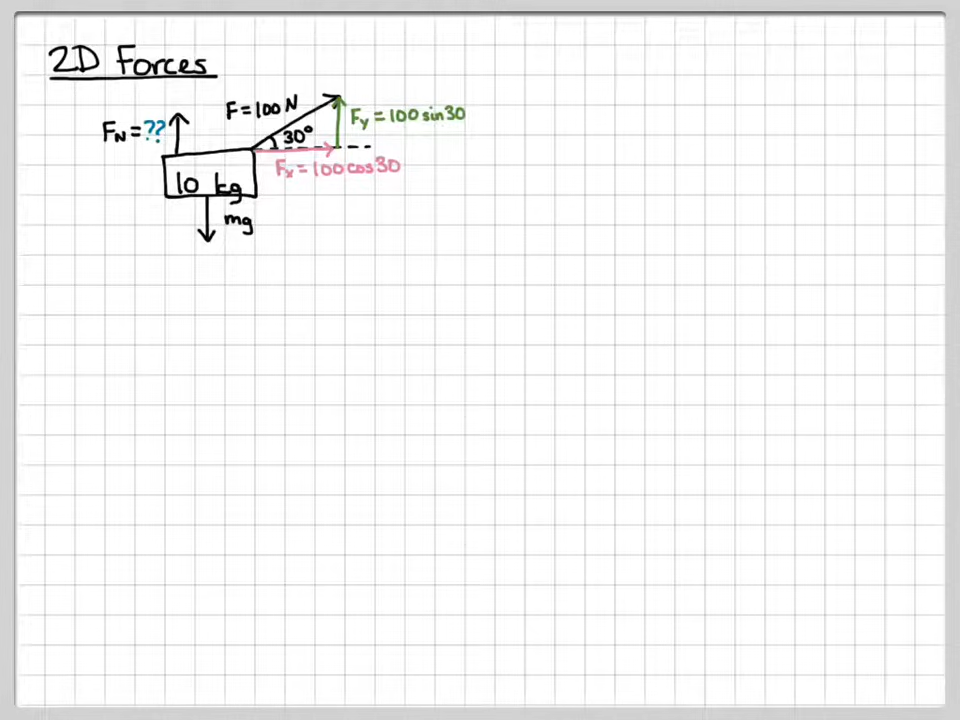 2D Forces
F = 100 N
F_N = ??
30°
F_y = 100 sin 30
F_x = 100 cos 30
10 kg
mg